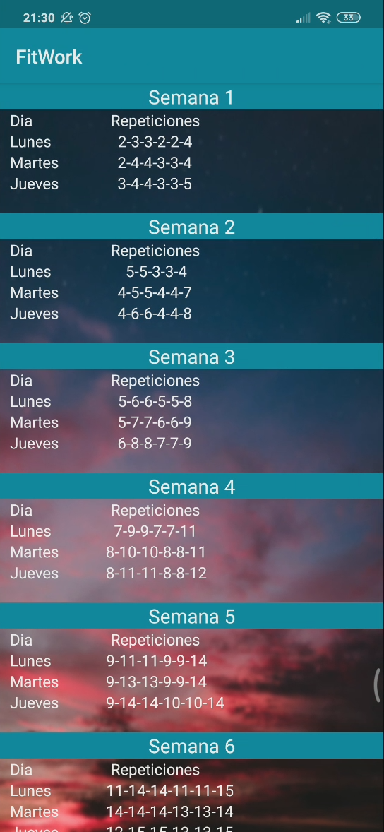 21:30 33
FitWork
Semana 1
Dia Repeticiones
Lunes 2-3-3-2-2-4
Martes 2-4-4-3-3-4
Jueves 3-4-4-3-3-5
Semana 2
Dia Repeticiones
Lunes 5-5-3-3-4
Martes 4-5-5-4-4-7
Jueves 4-6-6-4-4-8
Semana 3
Dia Repeticiones
Lunes 5-6-6-5-5-8
Martes 5-7-7-6-6-9
Jueves 6-8-8-7-7-9
Semana 4
Dia Repeticiones
Lunes 7-9-9-7-7-11
Martes 8-10-10-8-8-11
Jueves 8-11-11-8-8-12
Semana 5
Dia Repeticiones
Lunes 9-11-11-9-9-14
Martes 9-13-13-9-9-14
Jueves 9-14-14-10-10-14
Semana 6
Dia Repeticiones
Lunes 11-14-14-11-11-15
Martes 14-14-14-13-13-14
Jueves